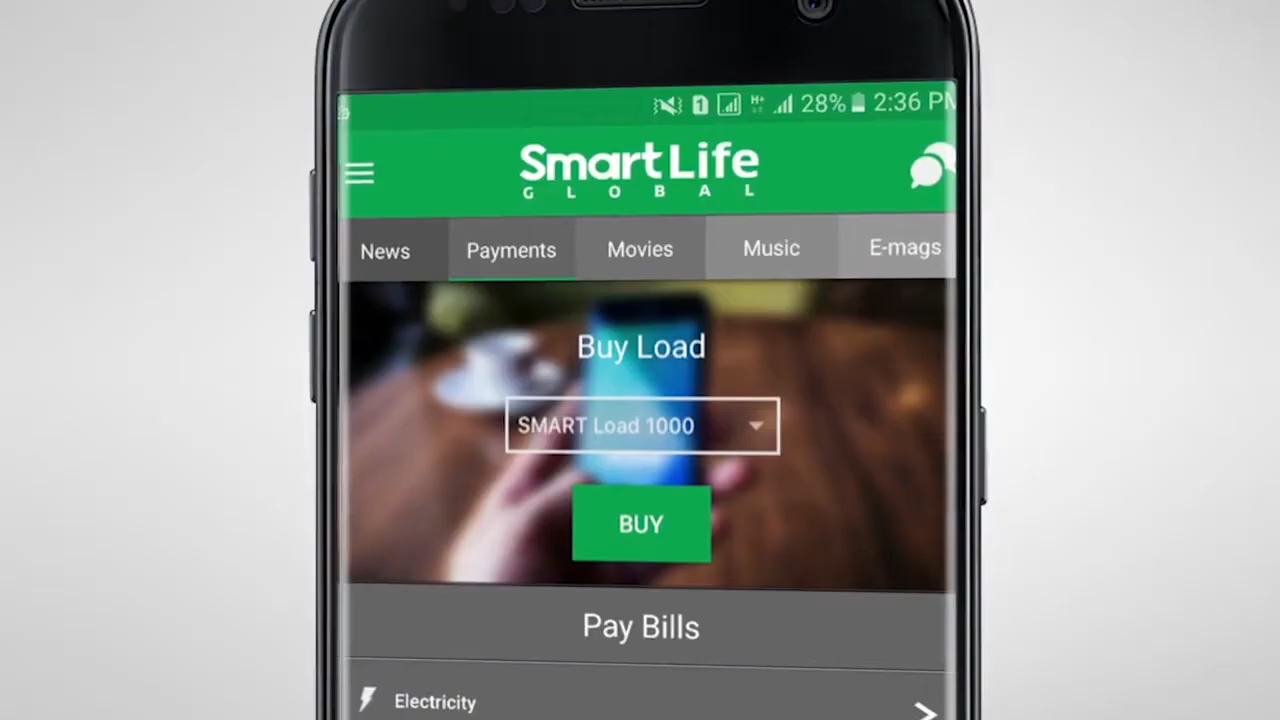 1 H+ 28% 2:36 PM
SmartLife
GLOBAL
News Payments Movies Music E-mags
Buy Load
SMART Load 1000
BUY
Pay Bills
Electricity